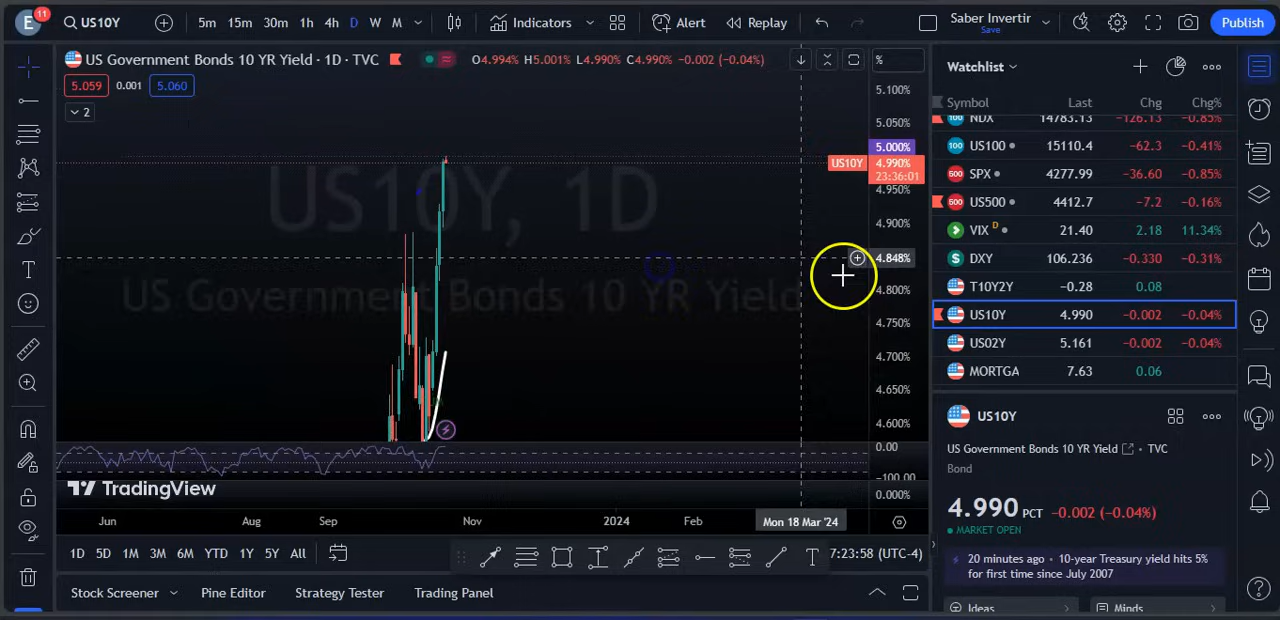 E
11
US10Y
5m 15m 30m 1h 4h D W M
Indicators
Alert
Replay
Saber Invertir
Save
Publish
US Government Bonds 10 YR Yield · 1D · TVC
O4.994% H5.001% L4.990% C4.990% −0.002 (−0.04%)
%
5.059 0.001 5.060
2
5.100%
5.050%
5.000%
US10Y 4.990%
23:36:01
4.950%
4.900%
4.848%
4.800%
4.750%
4.700%
4.650%
4.600%
0.00
−100.00
0.000%
US10Y, 1D
US Government Bonds 10 YR Yield
TradingView
Jun Aug Sep Nov 2024 Feb Mon 18 Mar '24
1D 5D 1M 3M 6M YTD 1Y 5Y All
7:23:58 (UTC-4)
Stock Screener Pine Editor Strategy Tester Trading Panel
Watchlist
Symbol Last Chg Chg%
NDX 14783.13 −126.13 −0.85%
100 US100 15110.4 −62.3 −0.41%
500 SPX 4277.99 −36.60 −0.85%
500 US500 4412.7 −7.2 −0.16%
VIX D 21.40 2.18 11.34%
$ DXY 106.236 −0.330 −0.31%
T10Y2Y −0.28 0.08
US10Y 4.990 −0.002 −0.04%
US02Y 5.161 −0.002 −0.04%
MORTGA 7.63 0.06
US10Y
US Government Bonds 10 YR Yield · TVC
Bond
4.990 PCT −0.002 (−0.04%)
MARKET OPEN
20 minutes ago · 10-year Treasury yield hits 5%
for first time since July 2007
Ideas
Minds